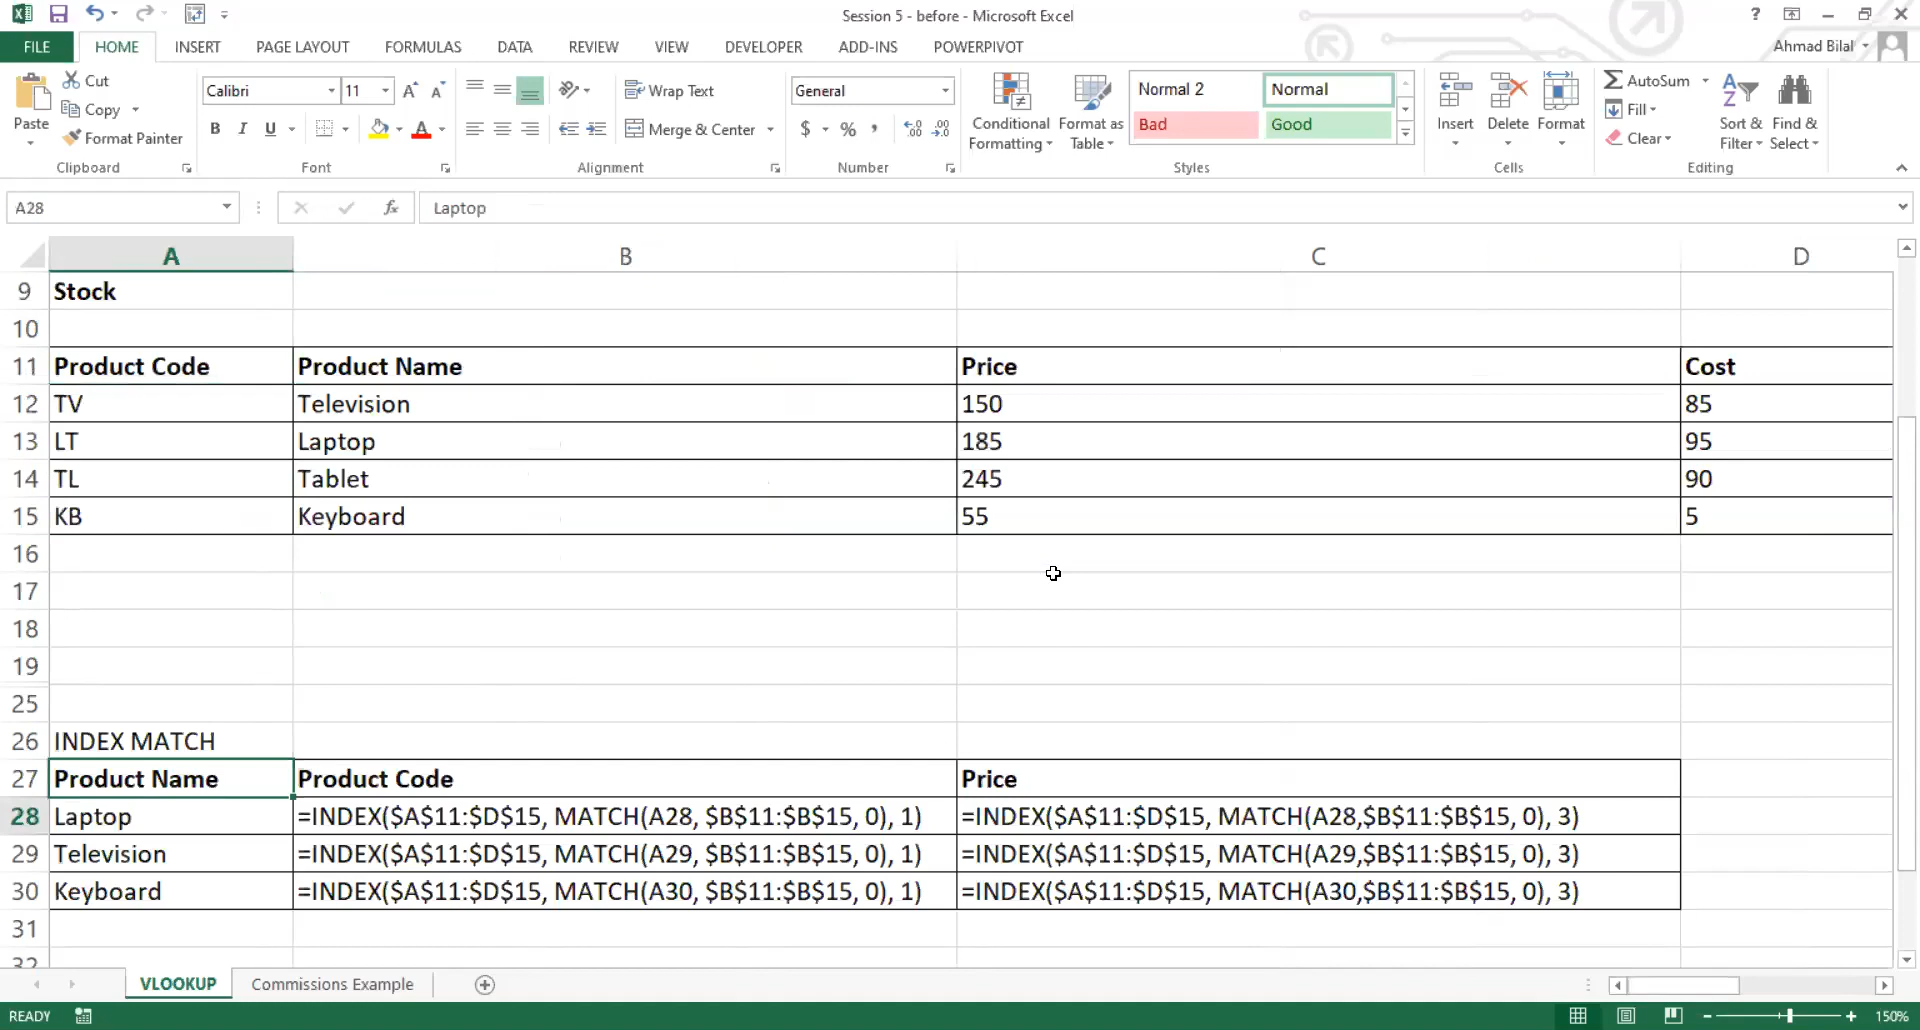 Session 5 - before - Microsoft Excel
?
FILE HOME INSERT PAGE LAYOUT FORMULAS DATA REVIEW VIEW DEVELOPER ADD-INS POWERPIVOT Ahmad Bilal
Paste
Cut
Copy
Format Painter
Clipboard
Calibri 11
B I U
Font
Wrap Text
Merge & Center
Alignment
General
$ % ,
Number
Conditional Formatting
Format as Table
Normal 2 Normal
Bad Good
Styles
Insert Delete Format
Cells
AutoSum
Fill
Clear
Sort & Filter
Find & Select
Editing
A28 fx Laptop
A B C D
9 Stock
10
11 Product Code Product Name Price Cost
12 TV Television 150 85
13 LT Laptop 185 95
14 TL Tablet 245 90
15 KB Keyboard 55 5
16
17
18
19
25
26 INDEX MATCH
27 Product Name Product Code Price
28 Laptop =INDEX($A$11:$D$15, MATCH(A28, $B$11:$B$15, 0), 1) =INDEX($A$11:$D$15, MATCH(A28,$B$11:$B$15, 0), 3)
29 Television =INDEX($A$11:$D$15, MATCH(A29, $B$11:$B$15, 0), 1) =INDEX($A$11:$D$15, MATCH(A29,$B$11:$B$15, 0), 3)
30 Keyboard =INDEX($A$11:$D$15, MATCH(A30, $B$11:$B$15, 0), 1) =INDEX($A$11:$D$15, MATCH(A30,$B$11:$B$15, 0), 3)
31
32
VLOOKUP Commissions Example
READY 150%